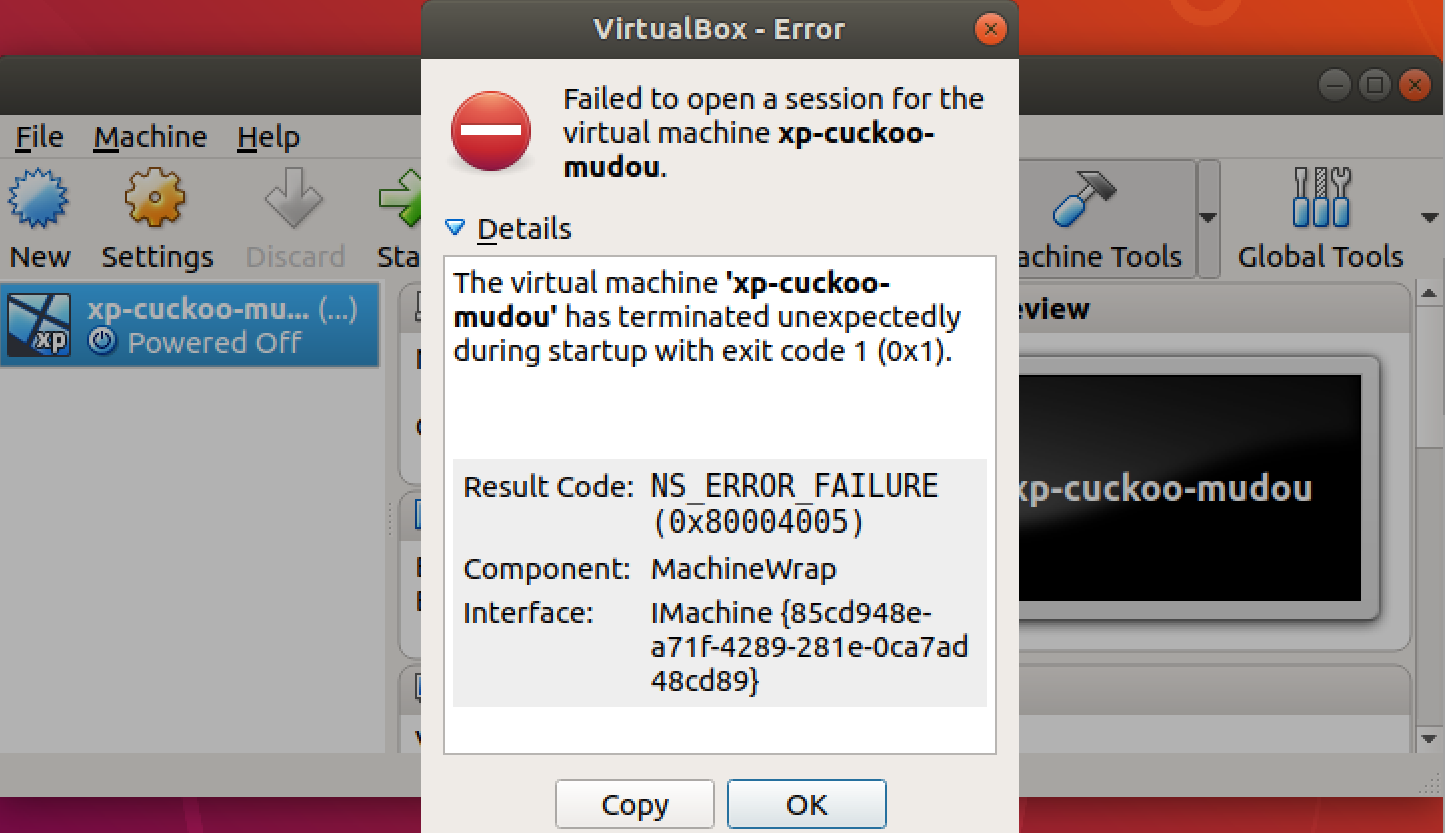 VirtualBox - Error
Failed to open a session for the
virtual machine xp-cuckoo-
mudou.
Details
The virtual machine 'xp-cuckoo-
mudou' has terminated unexpectedly
during startup with exit code 1 (0x1).
Result Code: NS_ERROR_FAILURE
(0x80004005)
Component: MachineWrap
Interface: IMachine {85cd948e-
a71f-4289-281e-0ca7ad
48cd89}
Copy OK
File Machine Help
New Settings Discard Sta
achine Tools Global Tools
xp-cuckoo-mu... (...)
xp
Powered Off
eview
xp-cuckoo-mudou